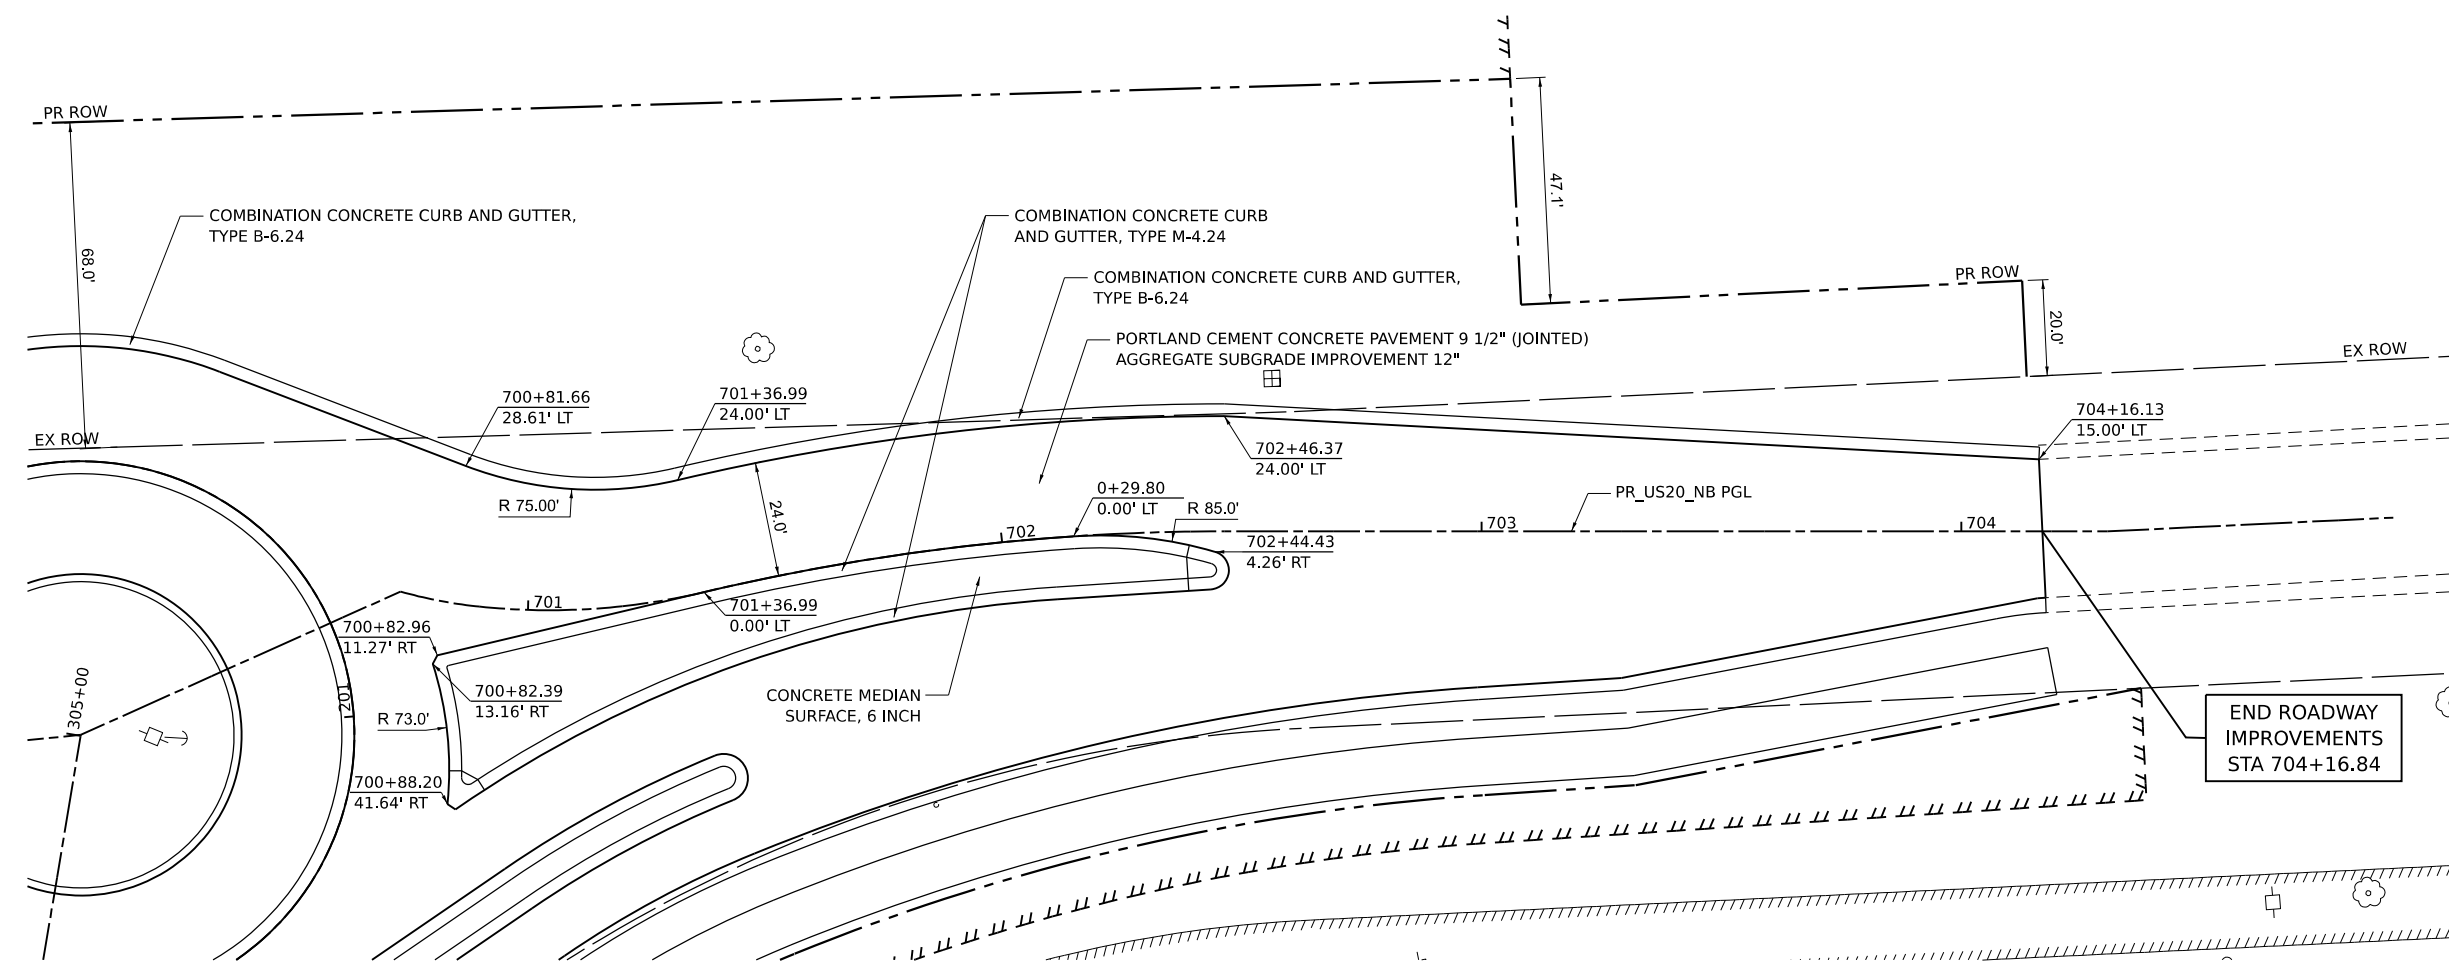 PR ROW
47.1'
68.0'
COMBINATION CONCRETE CURB AND GUTTER,
TYPE B-6.24
COMBINATION CONCRETE CURB
AND GUTTER, TYPE M-4.24
COMBINATION CONCRETE CURB AND GUTTER,
TYPE B-6.24
PR ROW
20.0'
PORTLAND CEMENT CONCRETE PAVEMENT 9 1/2" (JOINTED)
AGGREGATE SUBGRADE IMPROVEMENT 12"
EX ROW
700+81.66
28.61' LT
701+36.99
24.00' LT
704+16.13
15.00' LT
EX ROW
702+46.37
24.00' LT
R 75.00'
24.0'
0+29.80
0.00' LT
R 85.0'
PR_US20_NB PGL
702
703
704
702+44.43
4.26' RT
701
701+36.99
0.00' LT
700+82.96
11.27' RT
700+82.39
13.16' RT
1305+00
1201
R 73.0'
CONCRETE MEDIAN
SURFACE, 6 INCH
END ROADWAY
IMPROVEMENTS
STA 704+16.84
700+88.20
41.64' RT